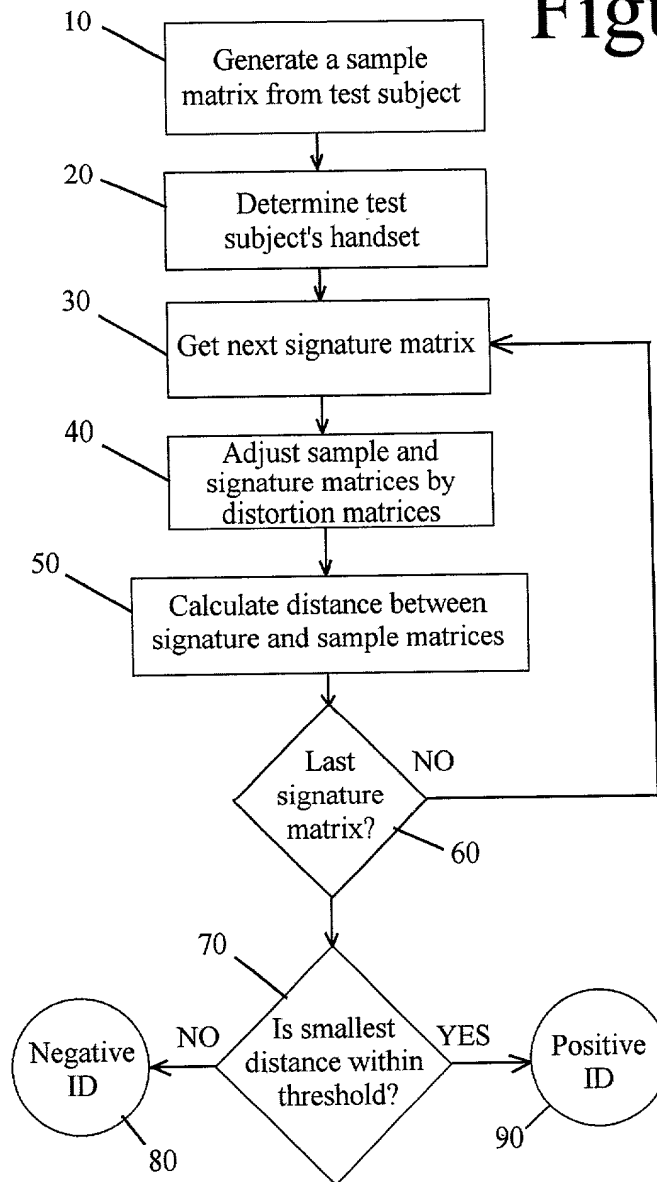 10
Generate a sample
matrix from test subject
20
Determine test
subject's handset
30
Get next signature matrix
40
Adjust sample and
signature matrices by
distortion matrices
50
Calculate distance between
signature and sample matrices
Last
signature
matrix?
NO
60
70
Is smallest
distance within
threshold?
NO
YES
Negative
ID
80
Positive
ID
90